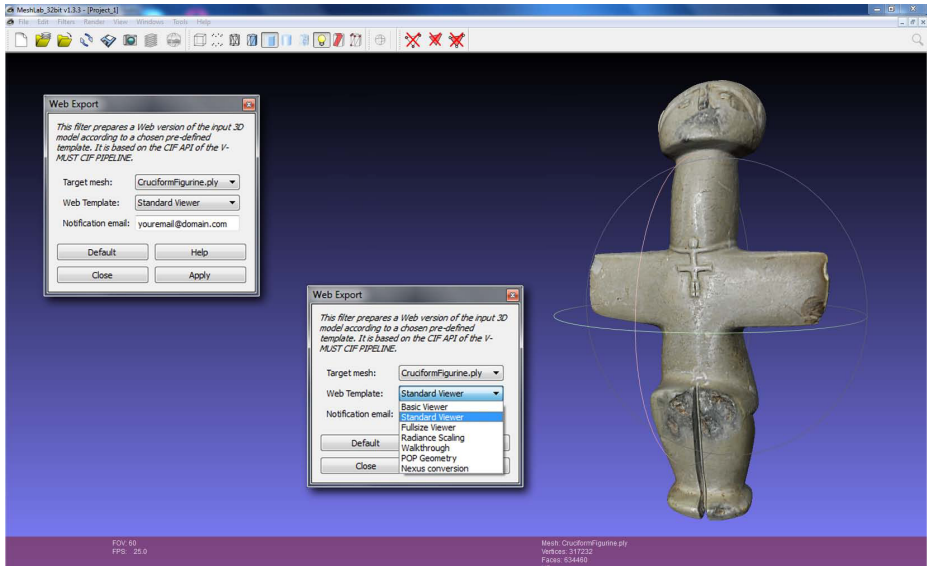 MeshLab_32bit v1.3.3 - [Project_1]
File Edit Filters Render View Windows Tools Help
Web Export
This filter prepares a Web version of the input 3D
model according to a chosen pre-defined
template. It is based on the CIF API of the V-
MUST CIF PIPELINE.
Target mesh: CruciformFigurine.ply
Web Template: Standard Viewer
Notification email: youremail@domain.com
Default Help
Close Apply
Web Export
This filter prepares a Web version of the input 3D
model according to a chosen pre-defined
template. It is based on the CIF API of the V-
MUST CIF PIPELINE.
Target mesh: CruciformFigurine.ply
Web Template: Standard Viewer
Basic Viewer
Notification email: Standard Viewer
Fullsize Viewer
Radiance Scaling
Default Walkthrough
POP Geometry
Close Nexus conversion
FOV: 60
FPS: 25.0
Mesh: CruciformFigurine.ply
Vertices: 317232
Faces: 634460